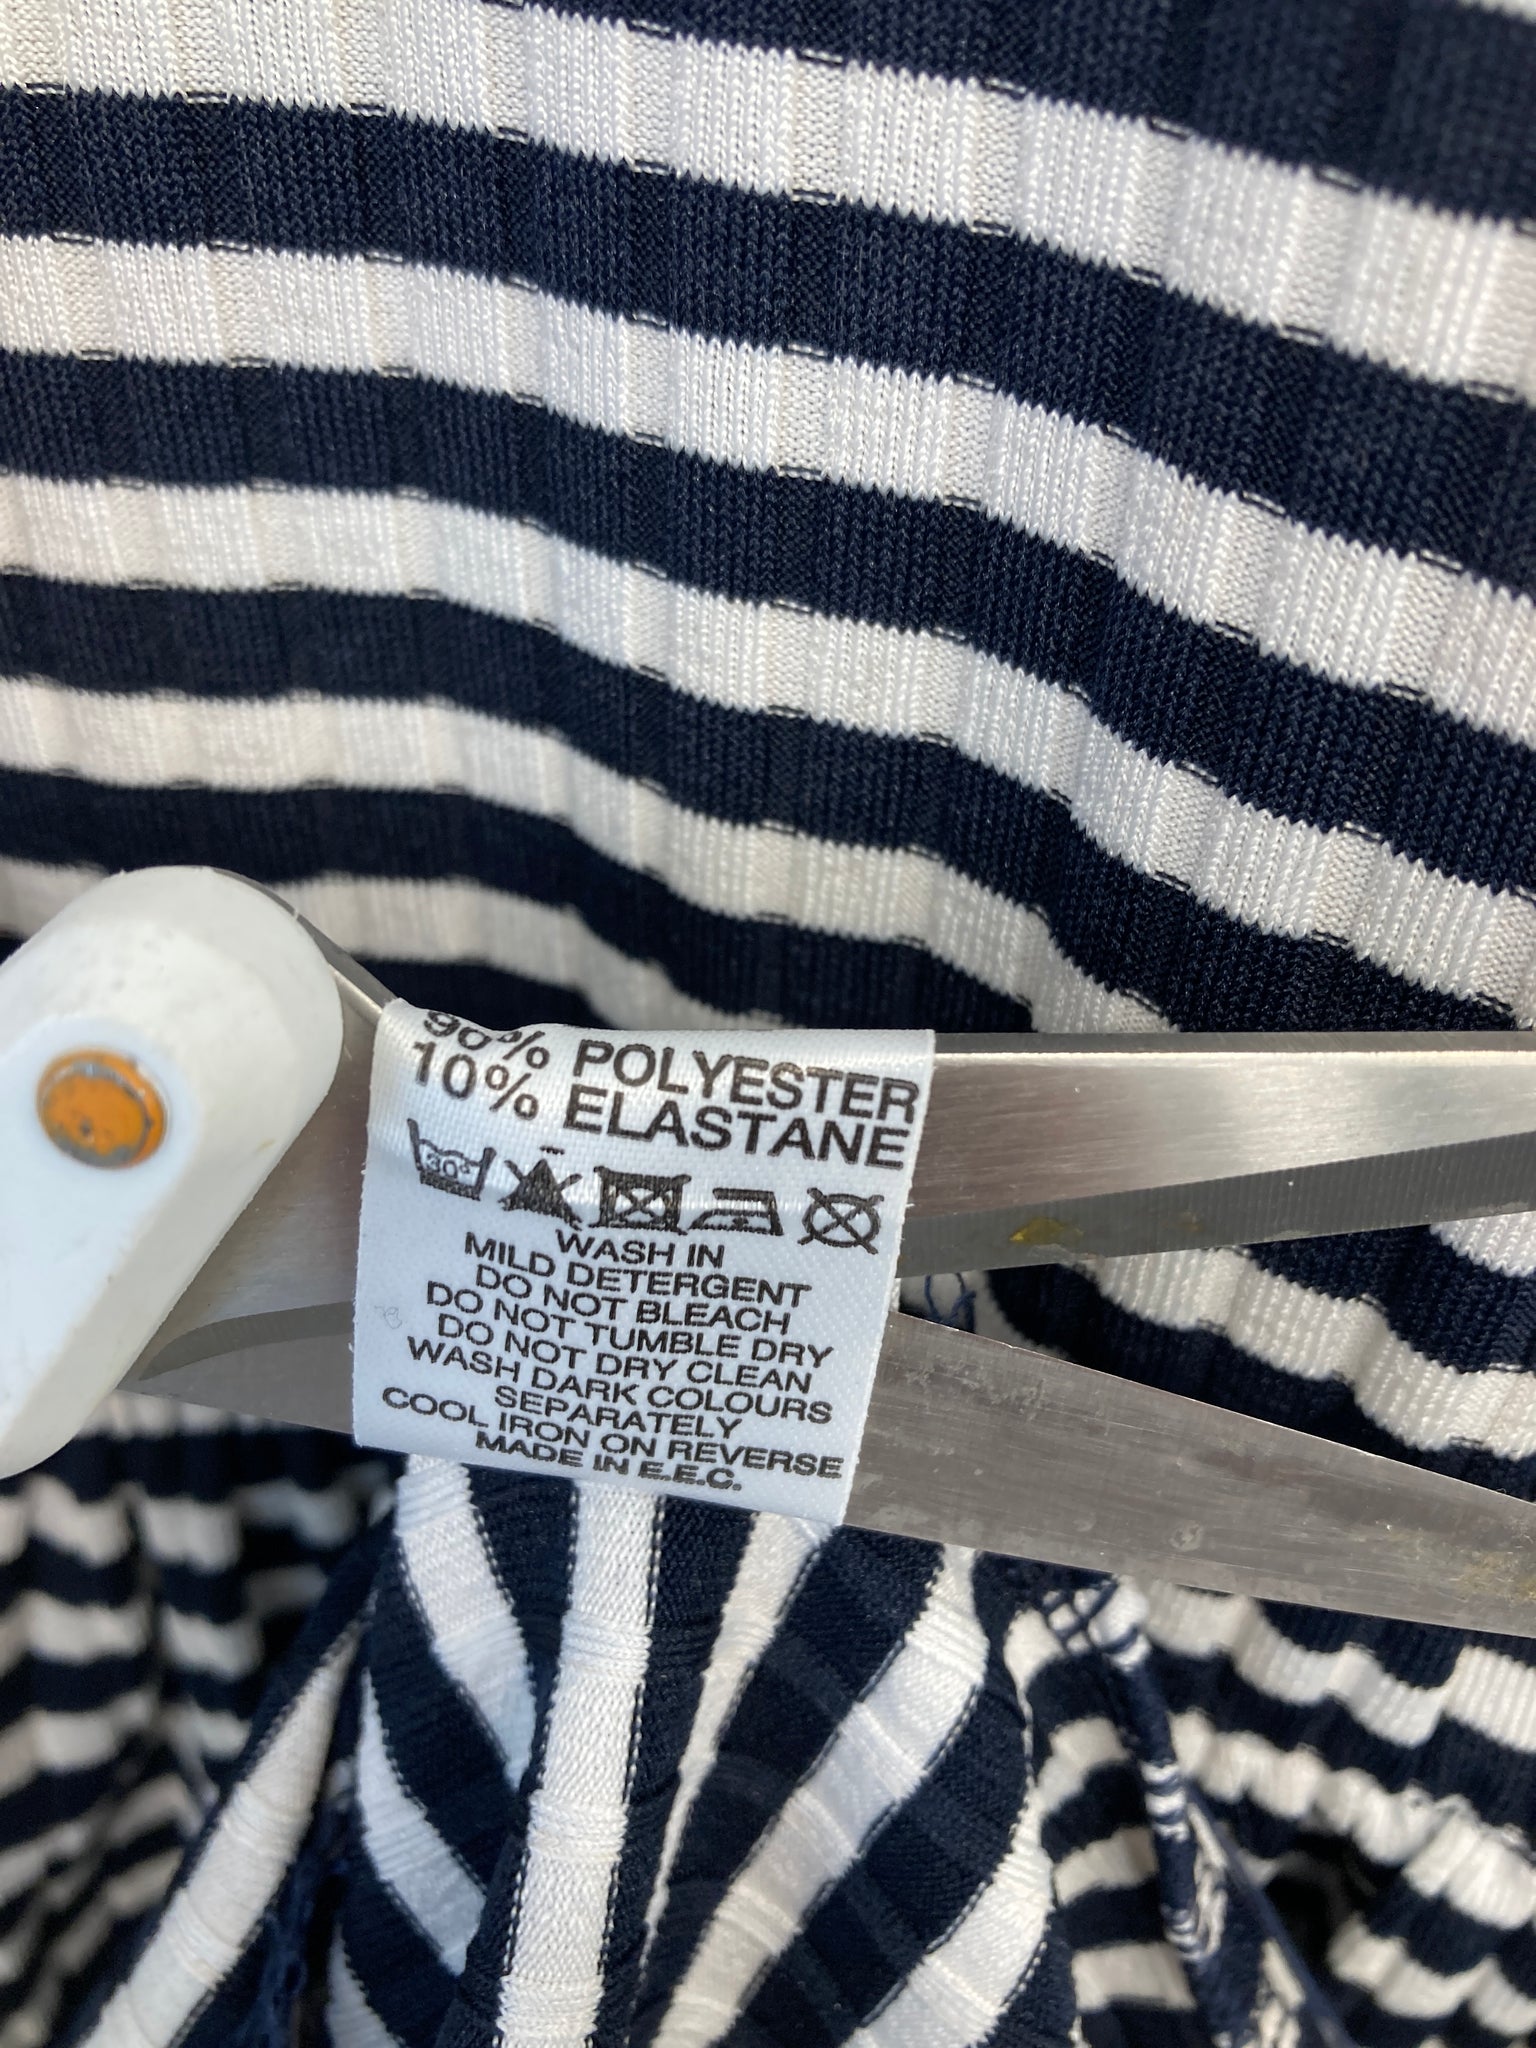 90% POLYESTER
10% ELASTANE
30°
WASH IN
MILD DETERGENT
DO NOT BLEACH
DO NOT TUMBLE DRY
DO NOT DRY CLEAN
WASH DARK COLOURS
SEPARATELY
COOL IRON ON REVERSE
MADE IN E.E.C.